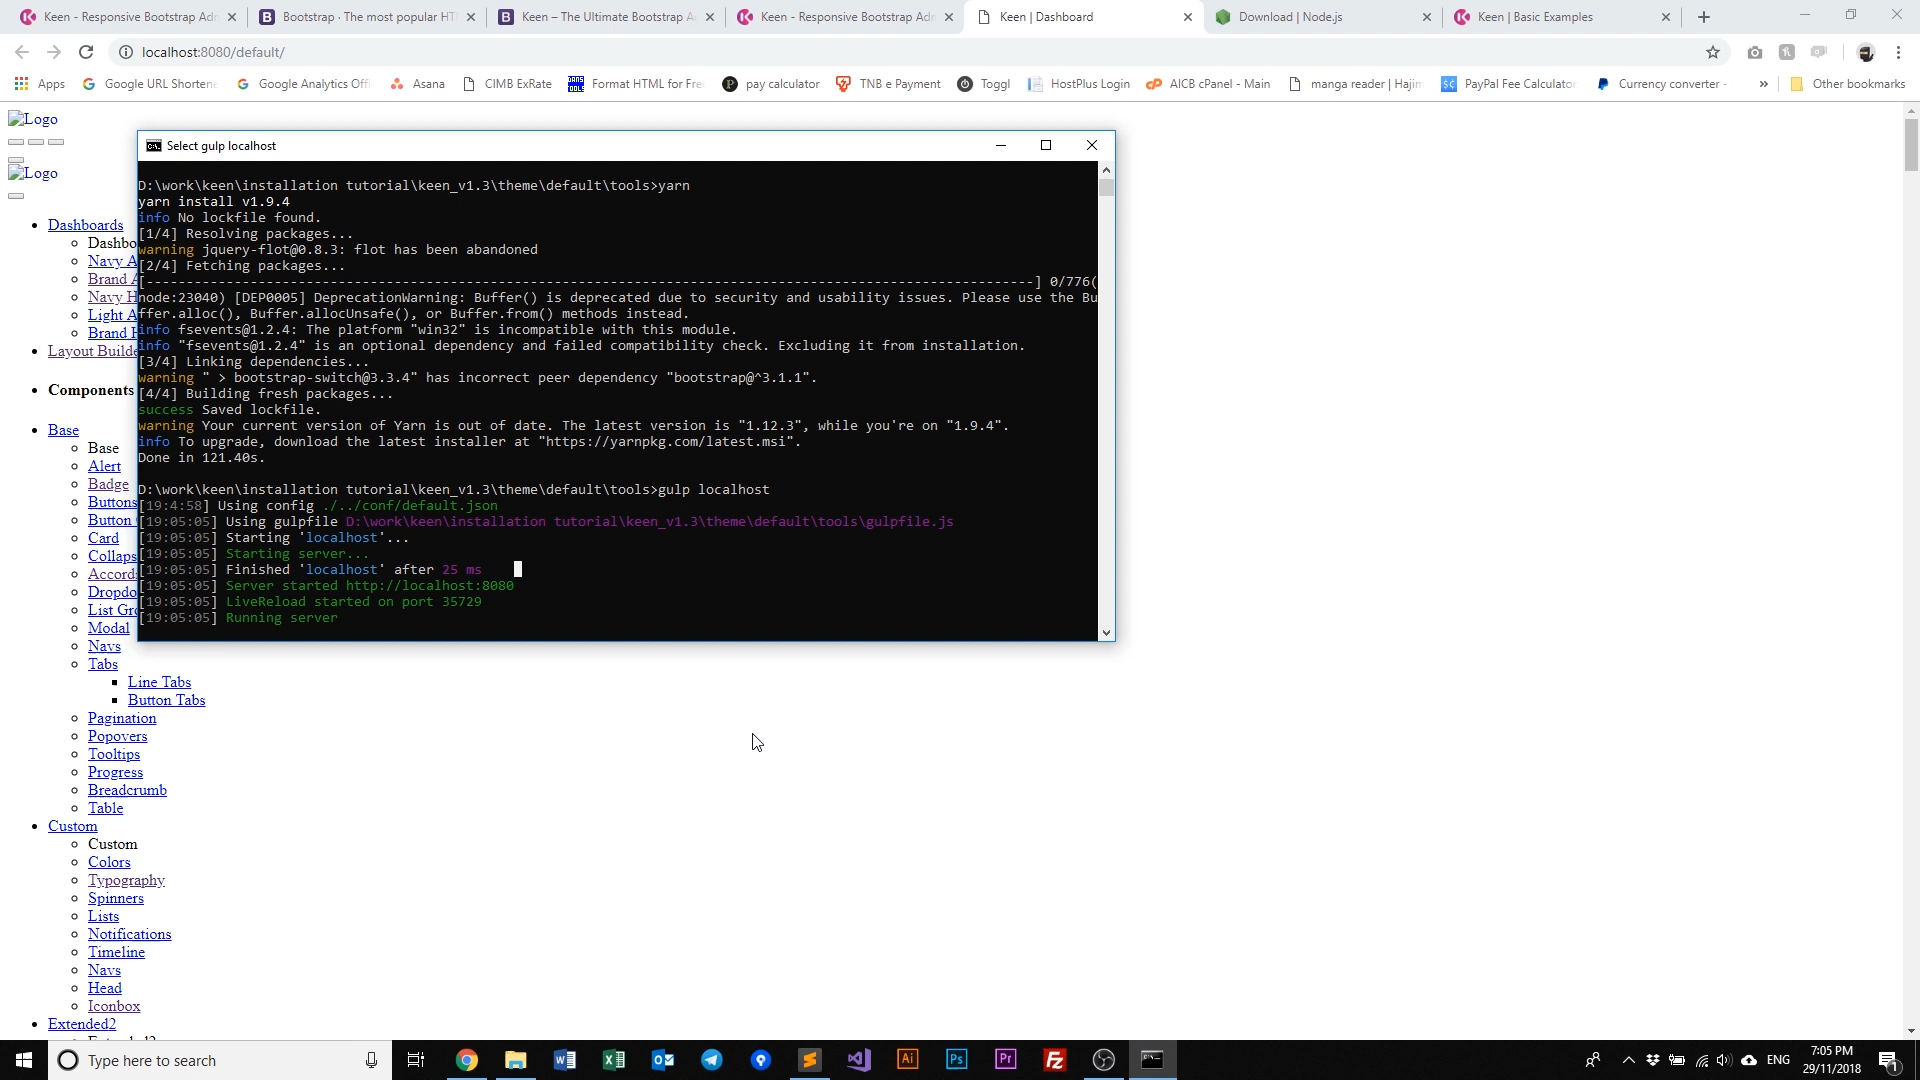 Keen - Responsive Bootstrap Adm
Bootstrap · The most popular HT
Keen – The Ultimate Bootstrap A
Keen - Responsive Bootstrap Adm
Keen | Dashboard
Download | Node.js
Keen | Basic Examples
localhost:8080/default/
Apps
Google URL Shortene
Google Analytics Offi
Asana
CIMB ExRate
Format HTML for Fre
pay calculator
TNB e Payment
Toggl
HostPlus Login
AICB cPanel - Main
manga reader | Hajim
PayPal Fee Calculator
Currency converter -
»
Other bookmarks
Logo
Logo
Select gulp localhost
D:\work\keen\installation tutorial\keen_v1.3\theme\default\tools>yarn
yarn install v1.9.4
info No lockfile found.
[1/4] Resolving packages...
warning jquery-flot@0.8.3: flot has been abandoned
[2/4] Fetching packages...
[---------------------------------------------------------------------------------------------------------------] 0/776(
node:23040) [DEP0005] DeprecationWarning: Buffer() is deprecated due to security and usability issues. Please use the Bu
ffer.alloc(), Buffer.allocUnsafe(), or Buffer.from() methods instead.
info fsevents@1.2.4: The platform "win32" is incompatible with this module.
info "fsevents@1.2.4" is an optional dependency and failed compatibility check. Excluding it from installation.
[3/4] Linking dependencies...
warning " > bootstrap-switch@3.3.4" has incorrect peer dependency "bootstrap@^3.1.1".
[4/4] Building fresh packages...
success Saved lockfile.
warning Your current version of Yarn is out of date. The latest version is "1.12.3", while you're on "1.9.4".
info To upgrade, download the latest installer at "https://yarnpkg.com/latest.msi".
Done in 121.40s.
D:\work\keen\installation tutorial\keen_v1.3\theme\default\tools>gulp localhost
[19:4:58] Using config ./../conf/default.json
[19:05:05] Using gulpfile D:\work\keen\installation tutorial\keen_v1.3\theme\default\tools\gulpfile.js
[19:05:05] Starting 'localhost'...
[19:05:05] Starting server...
[19:05:05] Finished 'localhost' after 25 ms
[19:05:05] Server started http://localhost:8080
[19:05:05] LiveReload started on port 35729
[19:05:05] Running server
Dashboards
Dashbo
Navy A
Brand A
Navy H
Light A
Brand H
Layout Builde
Components
Base
Base
Alert
Badge
Buttons
Button
Card
Collaps
Accord
Dropdo
List Gro
Modal
Navs
Tabs
Line Tabs
Button Tabs
Pagination
Popovers
Tooltips
Progress
Breadcrumb
Table
Custom
Custom
Colors
Typography
Spinners
Lists
Notifications
Timeline
Navs
Head
Iconbox
Extended2
Extended2
Type here to search
ENG
7:05 PM
29/11/2018
1